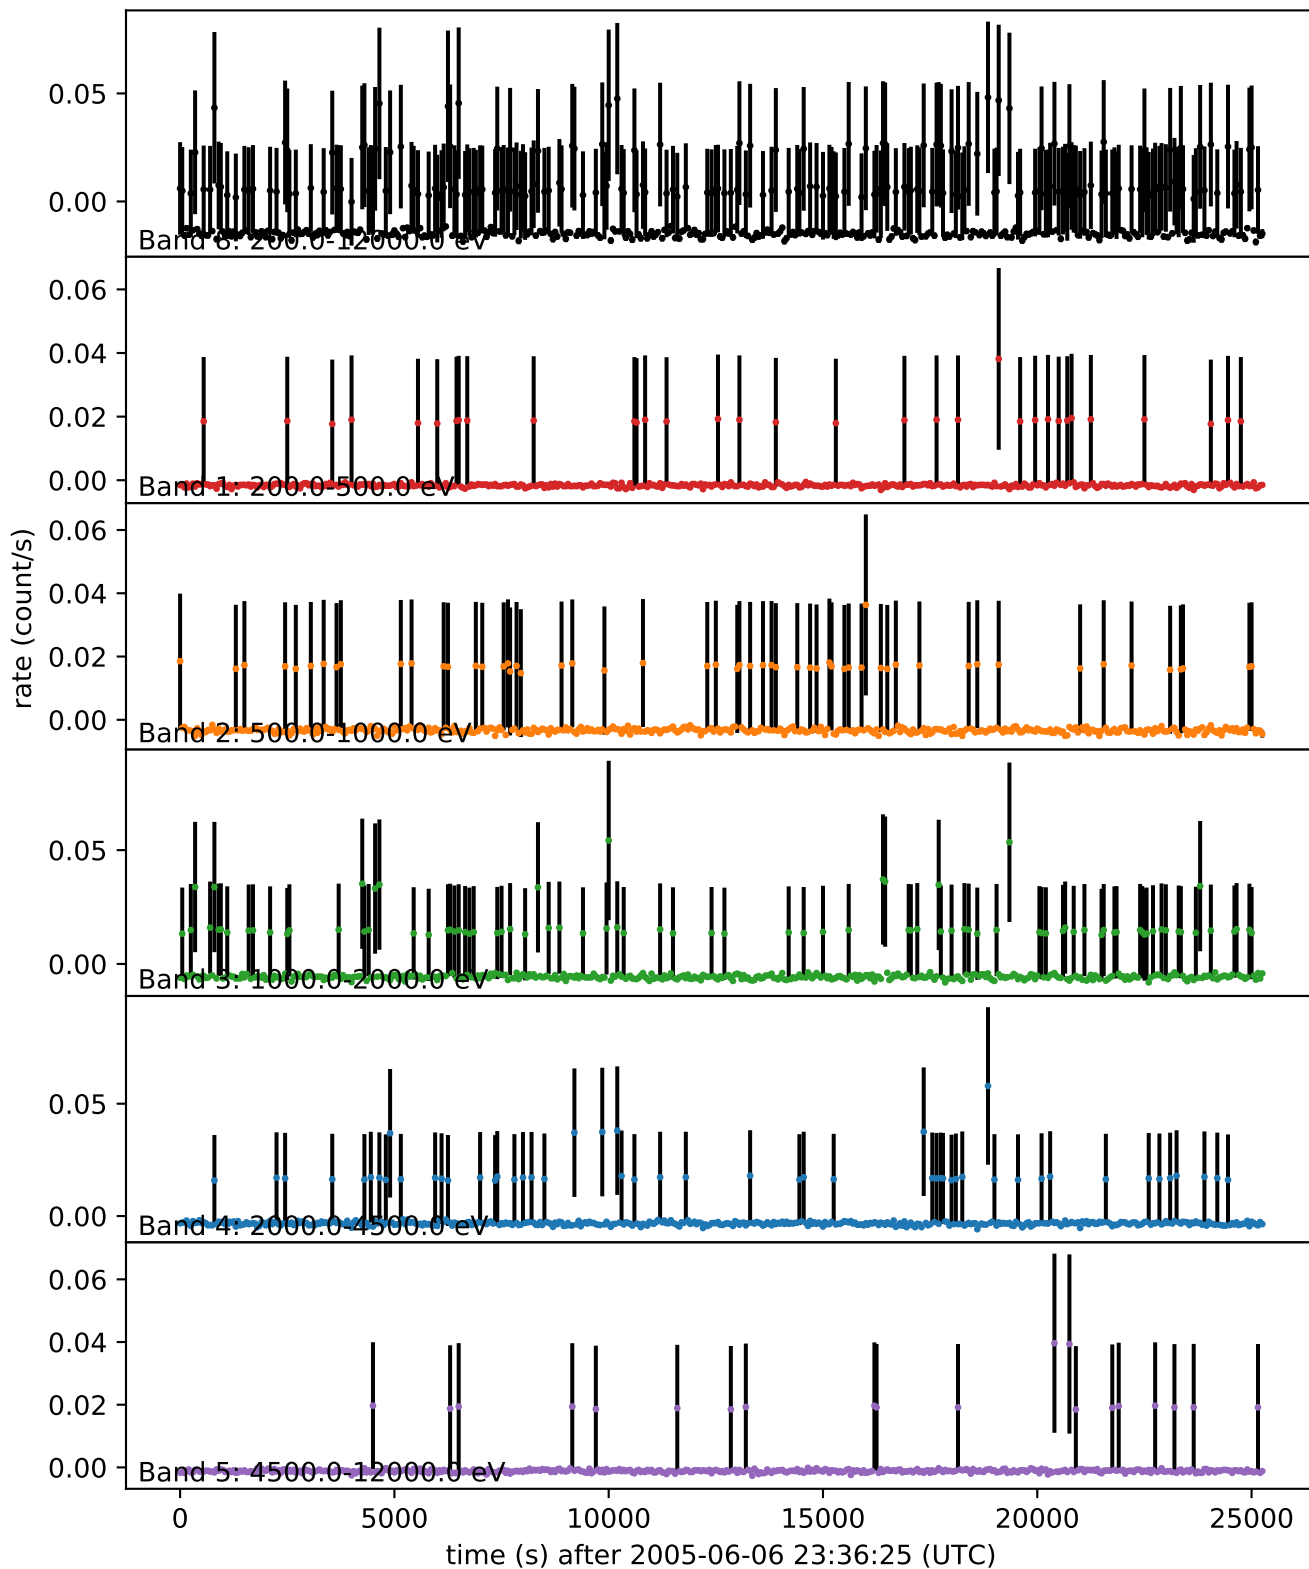 0.05
0.00
Band 8: 200.0-12000.0 eV
0.06
0.04
0.02
0.00
Band 1: 200.0-500.0 eV
rate (count/s)
0.06
0.04
0.02
0.00
Band 2: 500.0-1000.0 eV
0.05
0.00
Band 3: 1000.0-2000.0 eV
0.05
0.00
Band 4: 2000.0-4500.0 eV
0.06
0.04
0.02
0.00
Band 5: 4500.0-12000.0 eV
0 5000 10000 15000 20000 25000
time (s) after 2005-06-06 23:36:25 (UTC)